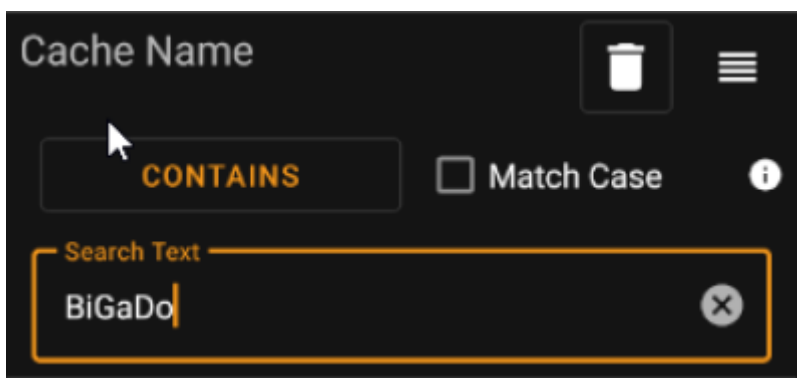 Cache Name
CONTAINS
Match Case
Search Text
BiGaDo